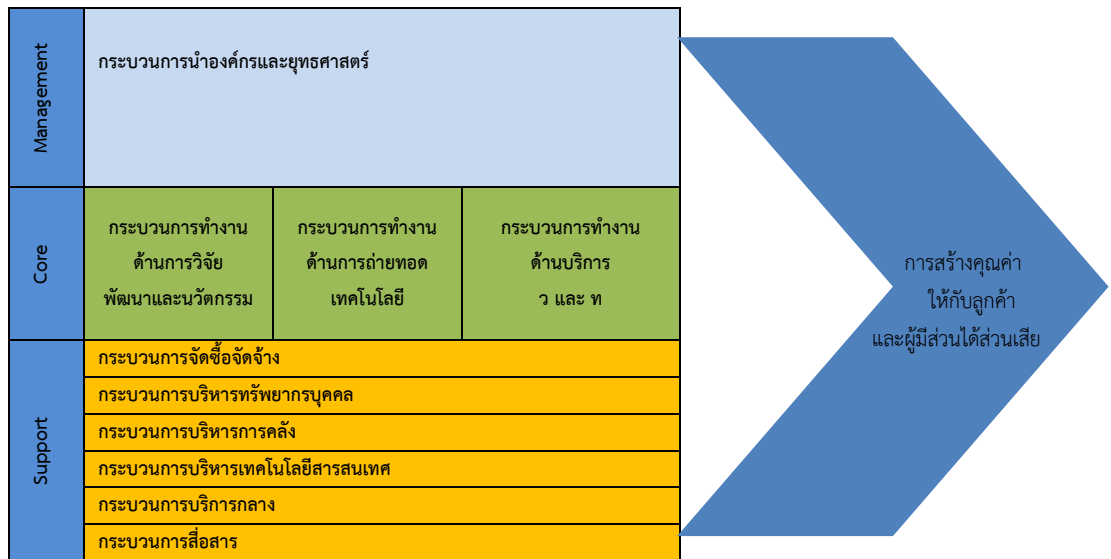 Management
กระบวนการนำองค์กรและยุทธศาสตร์
Core
กระบวนการทำงาน
ด้านการวิจัย
พัฒนาและนวัตกรรม
กระบวนการทำงาน
ด้านการถ่ายทอด
เทคโนโลยี
กระบวนการทำงาน
ด้านบริการ
ว และ ท
Support
กระบวนการจัดซื้อจัดจ้าง
กระบวนการบริหารทรัพยากรบุคคล
กระบวนการบริหารการคลัง
กระบวนการบริหารเทคโนโลยีสารสนเทศ
กระบวนการบริการกลาง
กระบวนการสื่อสาร
การสร้างคุณค่า
ให้กับลูกค้า
และผู้มีส่วนได้ส่วนเสีย